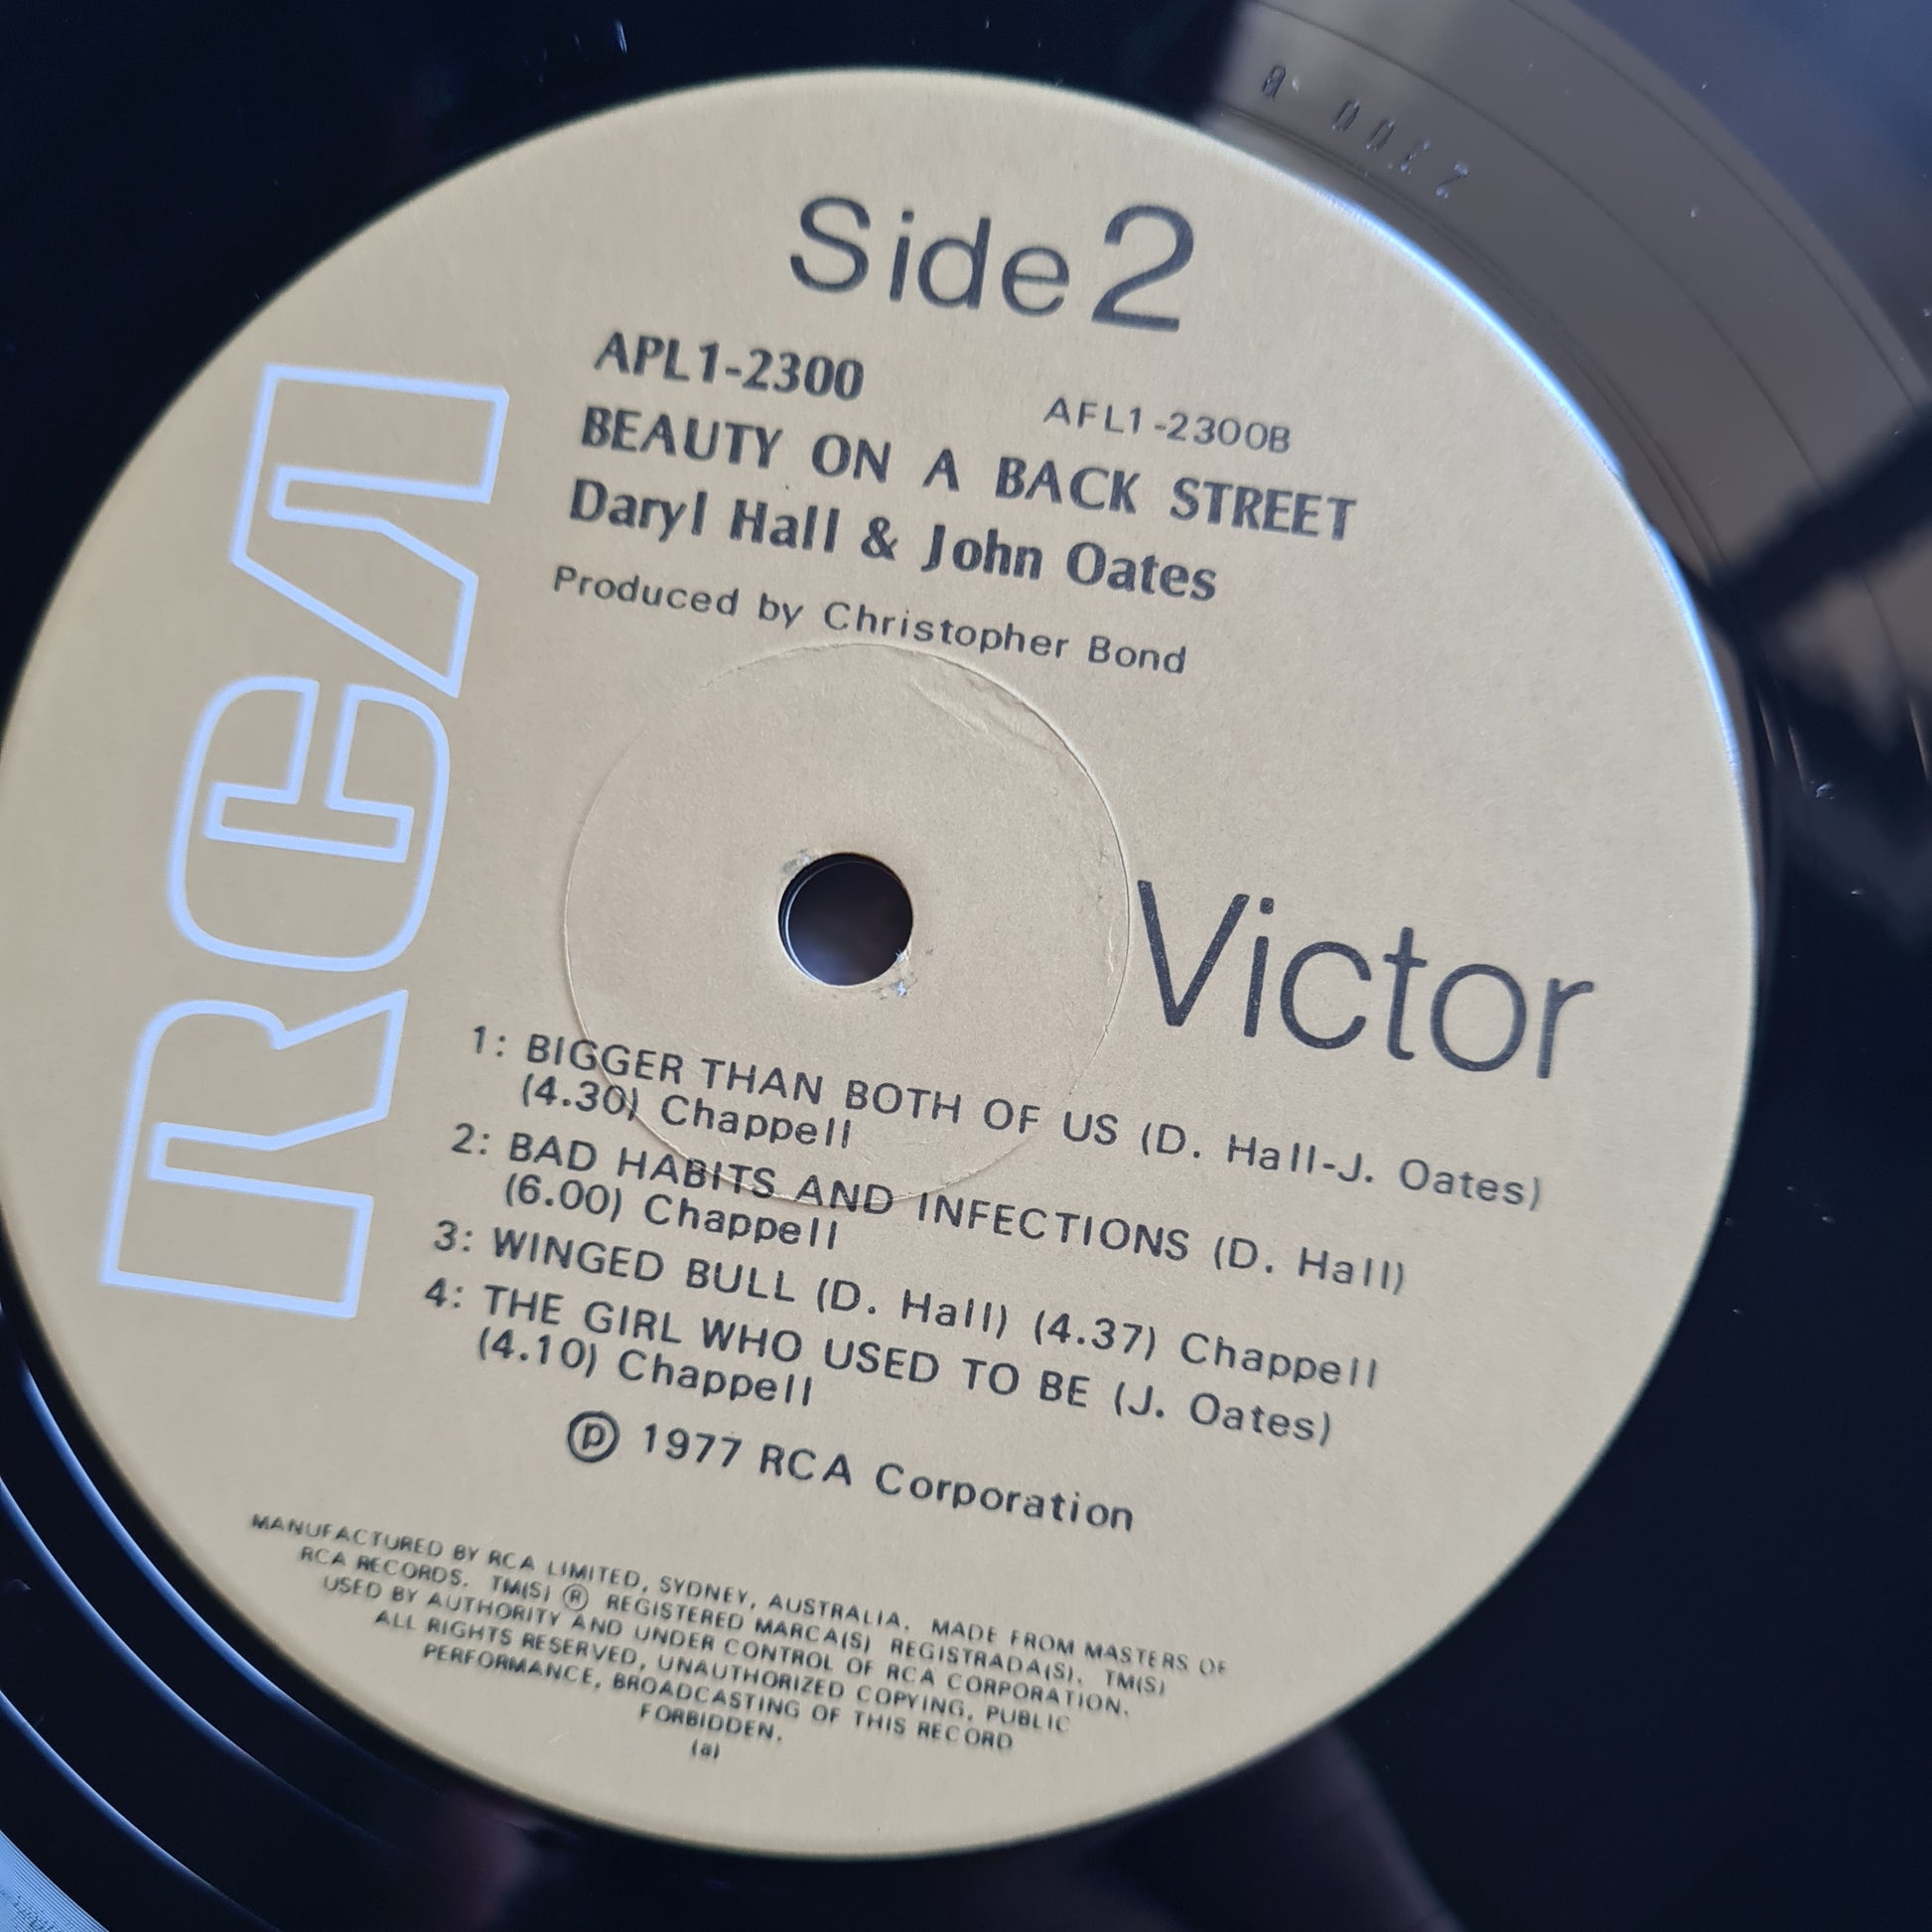 Side 2
APL1-2300
AFL1-2300B
BEAUTY ON A BACK STREET
Daryl Hall & John Oates
Produced by Christopher Bond
RCA
Victor
1: BIGGER THAN BOTH OF US (D. Hall-J. Oates)
(4.30) Chappell
2: BAD HABITS AND INFECTIONS (D. Hall)
(6.00) Chappell
3: WINGED BULL (D. Hall) (4.37) Chappell
4: THE GIRL WHO USED TO BE (J. Oates)
(4.10) Chappell
℗ 1977 RCA Corporation
MANUFACTURED BY RCA LIMITED, SYDNEY, AUSTRALIA. MADE FROM MASTERS OF
RCA RECORDS. TM(S) ® REGISTERED MARCA(S) REGISTRADA(S). TM(S)
USED BY AUTHORITY AND UNDER CONTROL OF RCA CORPORATION.
ALL RIGHTS RESERVED, UNAUTHORIZED COPYING, PUBLIC
PERFORMANCE, BROADCASTING OF THIS RECORD
FORBIDDEN.
(a)